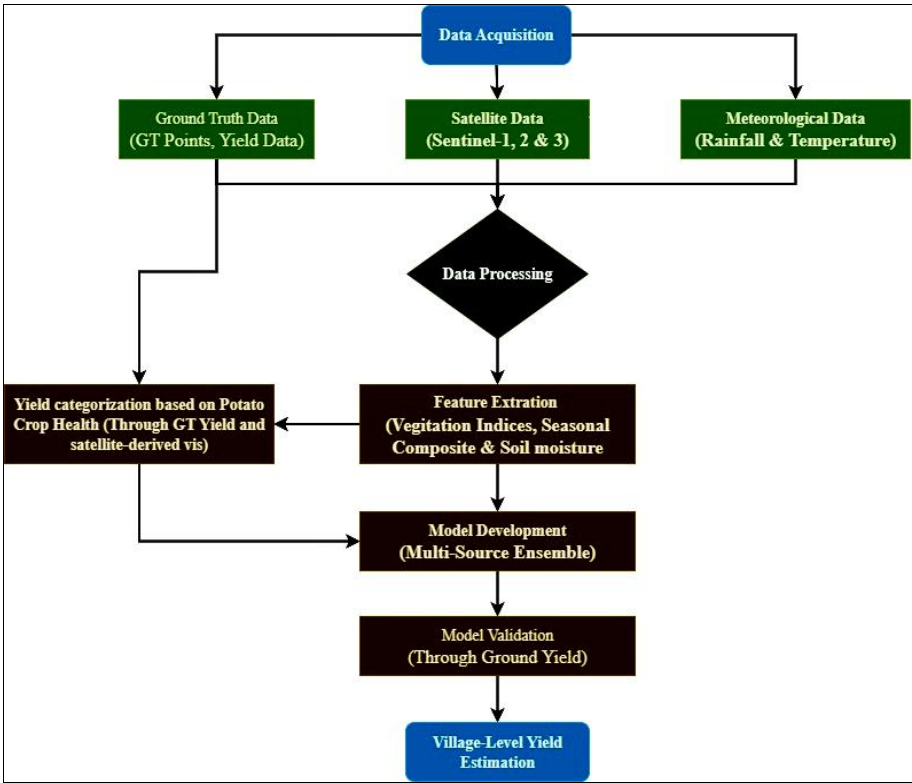 Data Acquisition
Ground Truth Data
(GT Points, Yield Data)
Satellite Data
(Sentinel-1, 2 & 3)
Meteorological Data
(Rainfall & Temperature)
Data Processing
Yield categorization based on Potato
Crop Health (Through GT Yield and
satellite-derived vis)
Feature Extration
(Vegitation Indices, Seasonal
Composite & Soil moisture
Model Development
(Multi-Source Ensemble)
Model Validation
(Through Ground Yield)
Village-Level Yield
Estimation